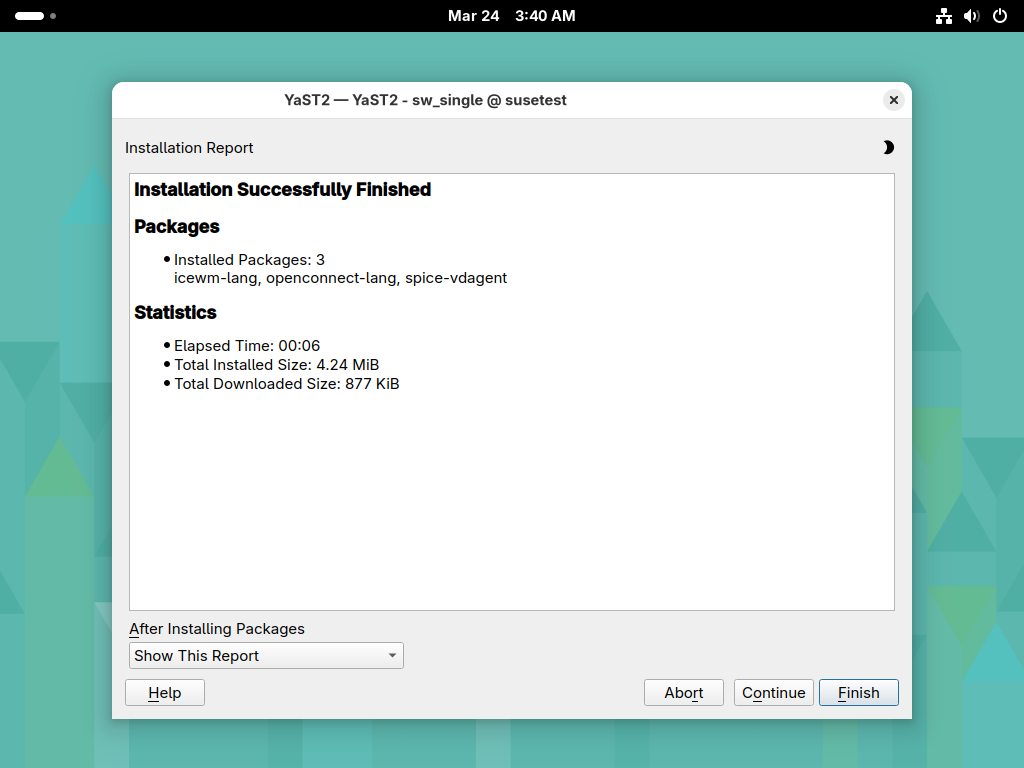 Mar 24 3:40 AM
YaST2 — YaST2 - sw_single @ susetest
Installation Report
Installation Successfully Finished
Packages
Installed Packages: 3
icewm-lang, openconnect-lang, spice-vdagent
Statistics
Elapsed Time: 00:06
Total Installed Size: 4.24 MiB
Total Downloaded Size: 877 KiB
After Installing Packages
Show This Report
Help Abort Continue Finish